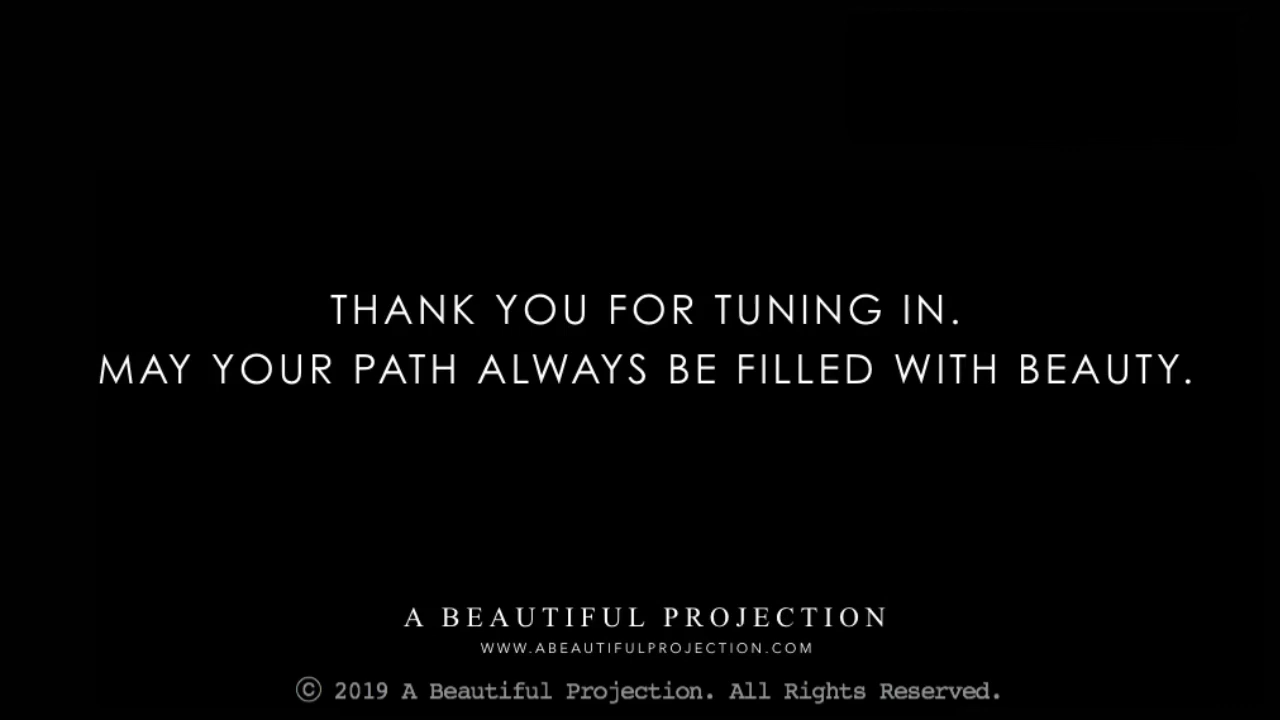 THANK YOU FOR TUNING IN.
MAY YOUR PATH ALWAYS BE FILLED WITH BEAUTY.
A BEAUTIFUL PROJECTION
WWW.ABEAUTIFULPROJECTION.COM
© 2019 A Beautiful Projection. All Rights Reserved.